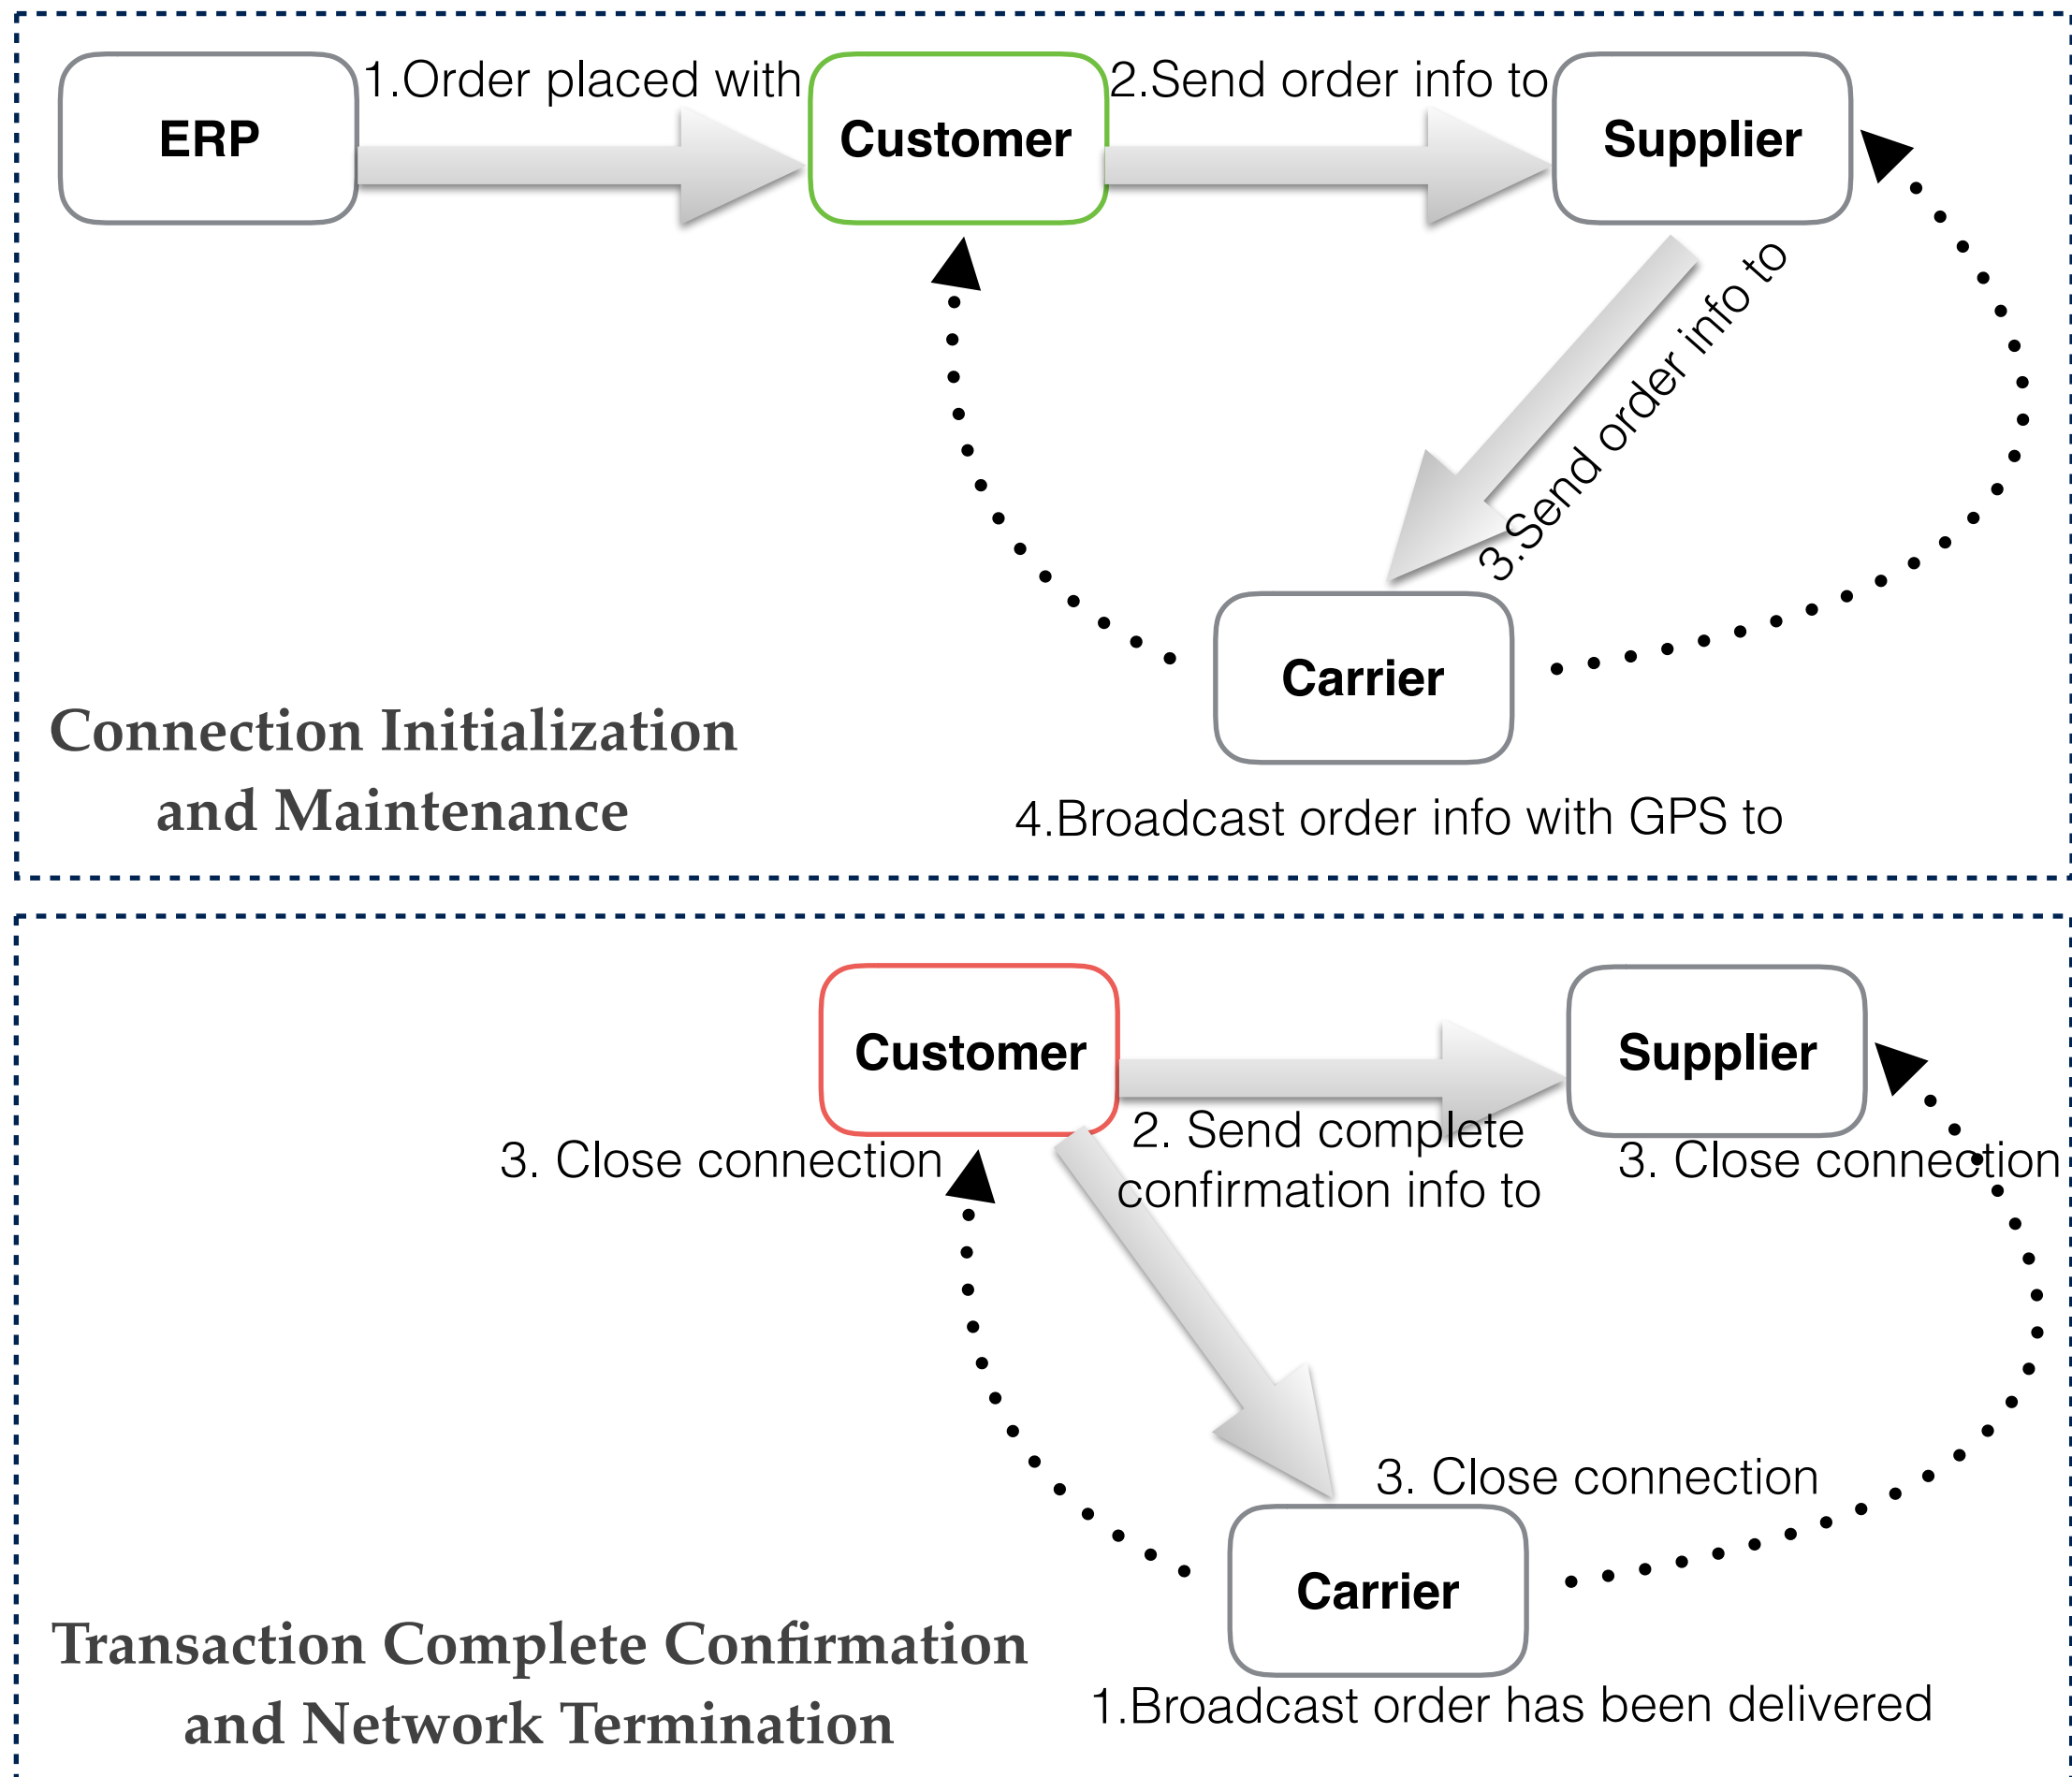 1.Order placed with
2.Send order info to
ERP
Customer
Supplier
3.Send order info to
Carrier
Connection Initialization
and Maintenance
4.Broadcast order info with GPS to
Customer
Supplier
2. Send complete
confirmation info to
3. Close connection
3. Close connection
3. Close connection
Carrier
Transaction Complete Confirmation
and Network Termination
1.Broadcast order has been delivered